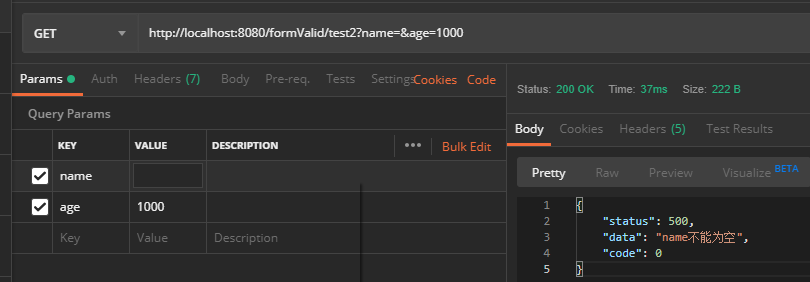 GET http://localhost:8080/formValid/test2?name=&age=1000
Params Auth Headers (7) Body Pre-req. Tests Settings Cookies Code
Query Params
KEY VALUE DESCRIPTION ••• Bulk Edit
name
age 1000
Key Value Description
Status: 200 OK Time: 37ms Size: 222 B
Body Cookies Headers (5) Test Results
Pretty Raw Preview Visualize BETA
1 {
2 "status": 500,
3 "data": "name不能为空",
4 "code": 0
5 }